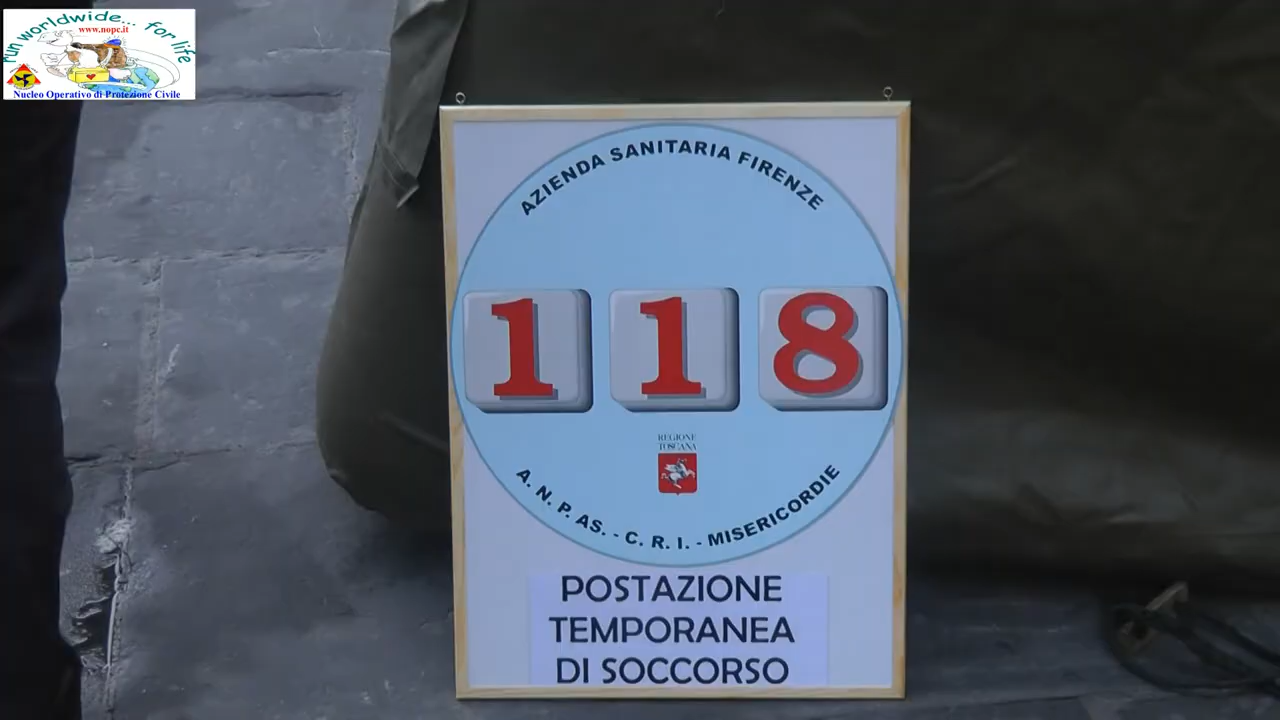 run worldwide... for life
www.nopc.it
Nucleo Operativo di Protezione Civile
AZIENDA SANITARIA FIRENZE
118
REGIONE
TOSCANA
A. N. P. AS. - C. R. I. - MISERICORDIE
POSTAZIONE
TEMPORANEA
DI SOCCORSO